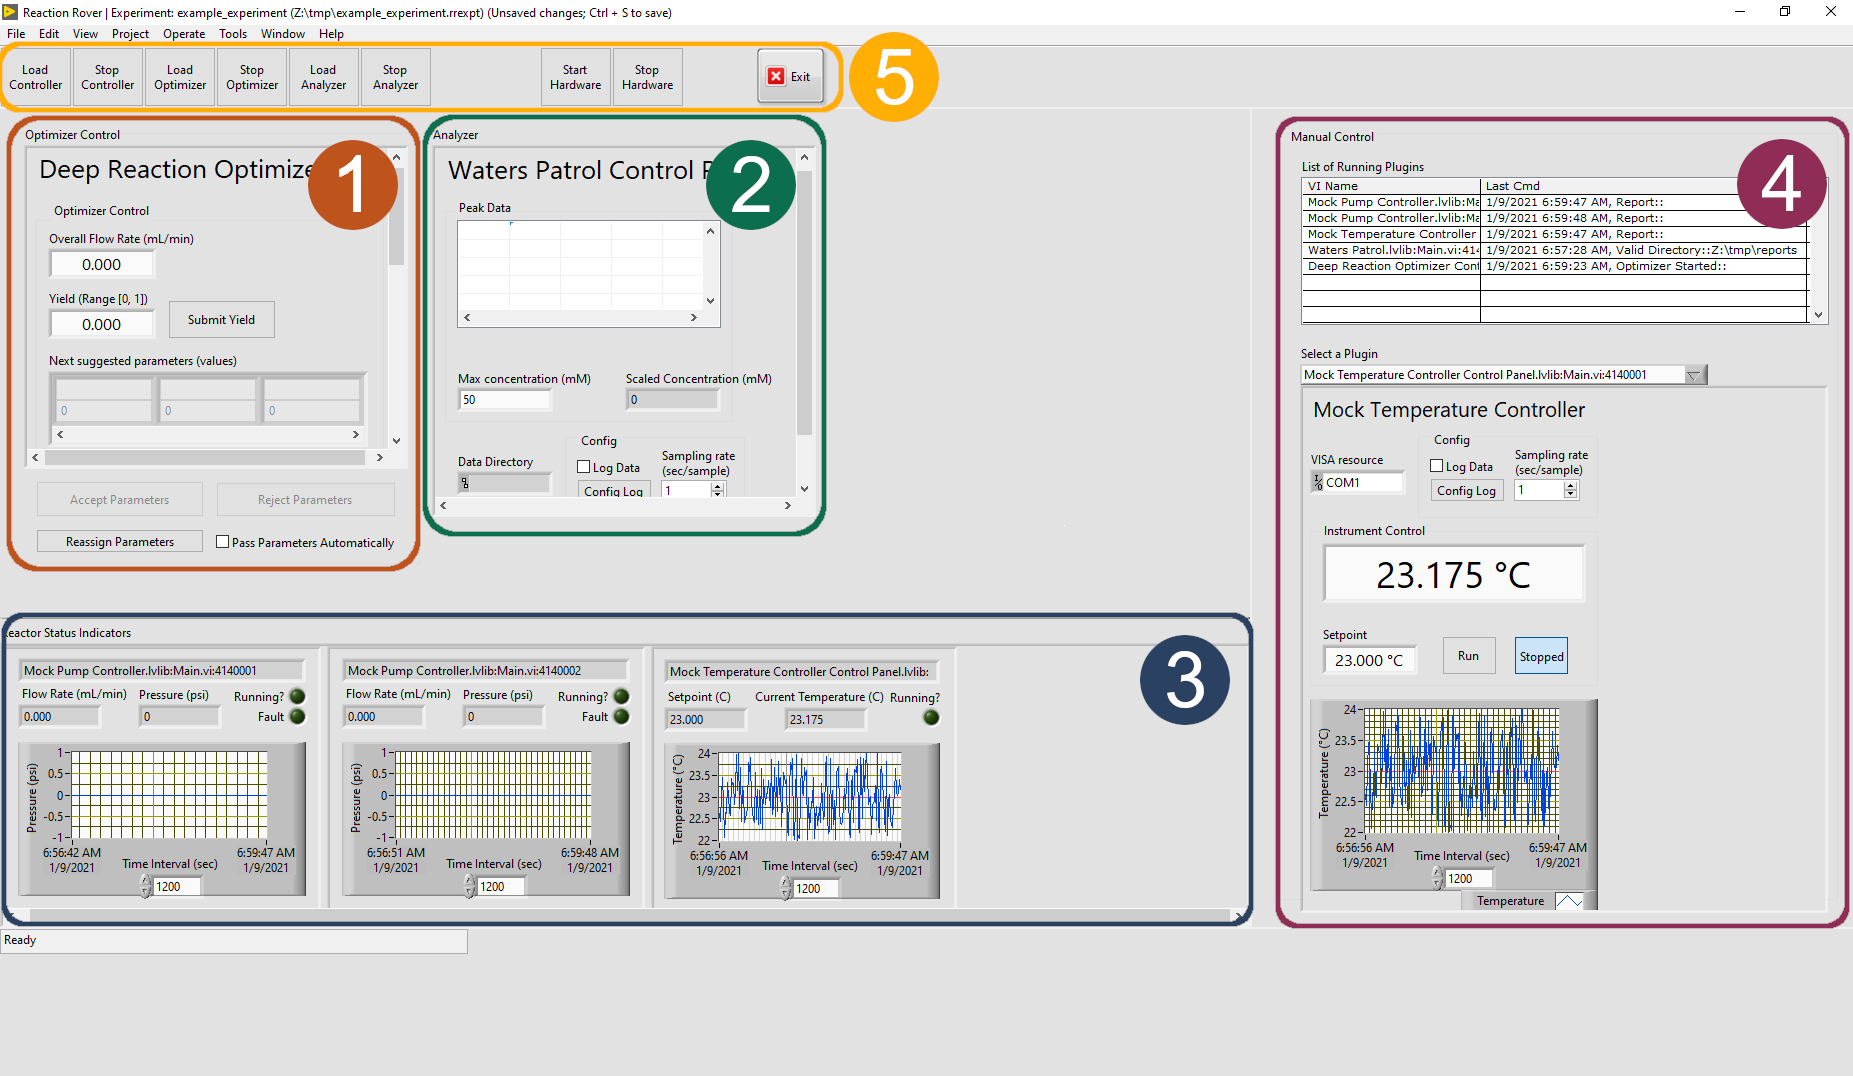 Reaction Rover | Experiment: example_experiment (Z:\tmp\example_experiment.rrexpt) (Unsaved changes; Ctrl + S to save)
File Edit View Project Operate Tools Window Help
Load Controller
Stop Controller
Load Optimizer
Stop Optimizer
Load Analyzer
Stop Analyzer
Start Hardware
Stop Hardware
Exit
5
Optimizer Control
Deep Reaction Optimize
1
Optimizer Control
Overall Flow Rate (mL/min)
0.000
Yield (Range [0, 1])
0.000
Submit Yield
Next suggested parameters (values)
0 0 0
Accept Parameters
Reject Parameters
Reassign Parameters
Pass Parameters Automatically
Analyzer
Waters Patrol Control
2
Peak Data
Max concentration (mM)
50
Scaled Concentration (mM)
0
Data Directory
Config
Log Data
Config Log
Sampling rate
(sec/sample)
1
Manual Control
4
List of Running Plugins
VI Name Last Cmd
Mock Pump Controller.lvlib:Ma 1/9/2021 6:59:47 AM, Report::
Mock Pump Controller.lvlib:Ma 1/9/2021 6:59:48 AM, Report::
Mock Temperature Controller 1/9/2021 6:59:47 AM, Report::
Waters Patrol.lvlib:Main.vi:414 1/9/2021 6:57:28 AM, Valid Directory::Z:\tmp\reports
Deep Reaction Optimizer Cont 1/9/2021 6:59:23 AM, Optimizer Started::
Select a Plugin
Mock Temperature Controller Control Panel.lvlib:Main.vi:4140001
Mock Temperature Controller
VISA resource
COM1
Config
Log Data
Config Log
Sampling rate
(sec/sample)
1
Instrument Control
23.175 °C
Setpoint
23.000 °C
Run
Stopped
Temperature (°C)
24
23.5
23
22.5
22
6:56:56 AM
1/9/2021
6:59:47 AM
1/9/2021
Time Interval (sec)
1200
Temperature
Reactor Status Indicators
3
Mock Pump Controller.lvlib:Main.vi:4140001
Flow Rate (mL/min) Pressure (psi) Running?
0.000 0 Fault
Pressure (psi)
1
0.5
0
-0.5
-1
6:56:42 AM
1/9/2021
6:59:47 AM
1/9/2021
Time Interval (sec)
1200
Mock Pump Controller.lvlib:Main.vi:4140002
Flow Rate (mL/min) Pressure (psi) Running?
0.000 0 Fault
Pressure (psi)
1
0.5
0
-0.5
-1
6:56:51 AM
1/9/2021
6:59:48 AM
1/9/2021
Time Interval (sec)
1200
Mock Temperature Controller Control Panel.lvlib:
Setpoint (C) Current Temperature (C) Running?
23.000 23.175
Temperature (°C)
24
23.5
23
22.5
22
6:56:56 AM
1/9/2021
6:59:47 AM
1/9/2021
Time Interval (sec)
1200
Ready